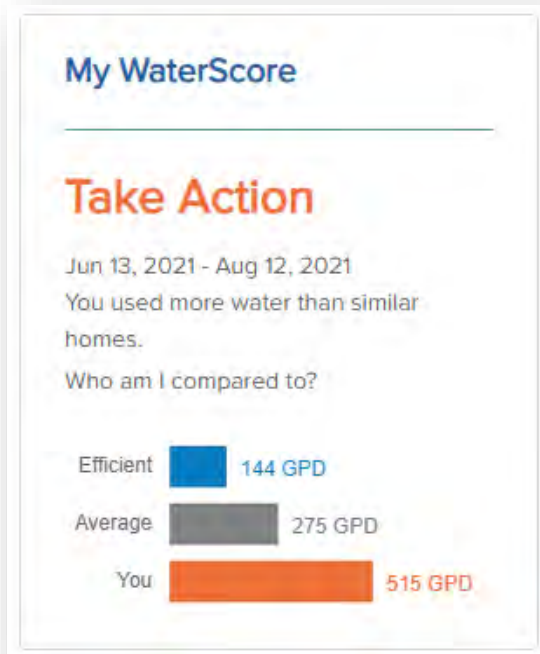 My WaterScore
Take Action
Jun 13, 2021 - Aug 12, 2021
You used more water than similar
homes.
Who am I compared to?
Efficient 144 GPD
Average 275 GPD
You 515 GPD